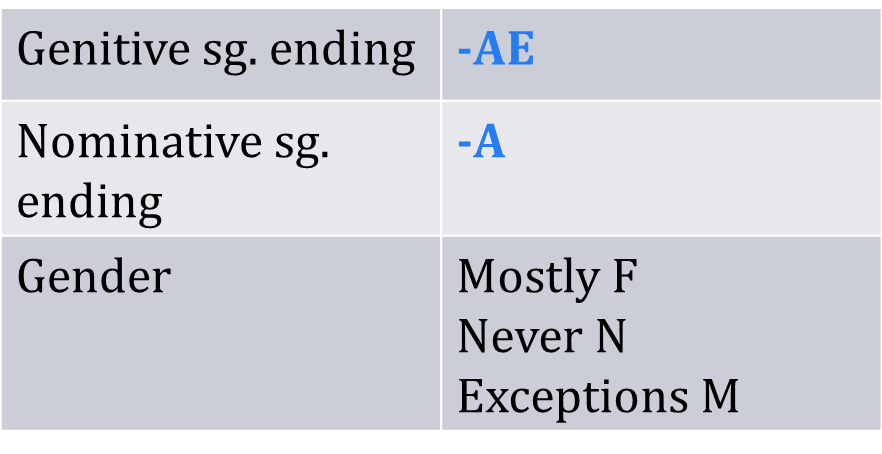 Genitive sg. ending -AE
Nominative sg. -A
ending
Gender Mostly F
Never N
Exceptions M